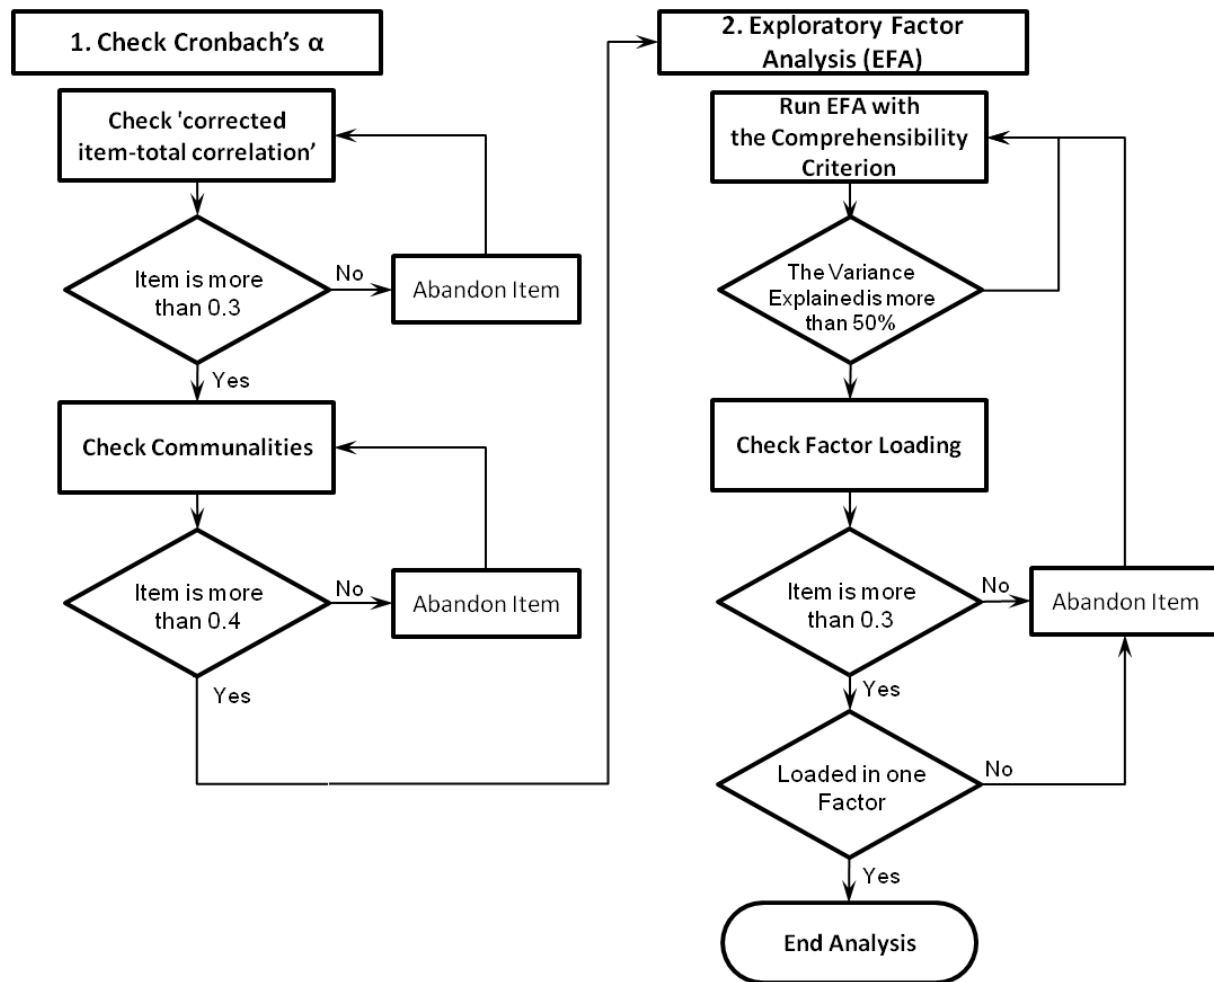 1. Check Cronbach’s α
Check 'corrected
item-total correlation’
Item is more
than 0.3
No
Abandon Item
Yes
Check Communalities
Item is more
than 0.4
No
Abandon Item
Yes
2. Exploratory Factor
Analysis (EFA)
Run EFA with
the Comprehensibility
Criterion
The Variance
Explained is more
than 50%
Check Factor Loading
Item is more
than 0.3
No
Abandon Item
Yes
Loaded in one
Factor
No
Yes
End Analysis